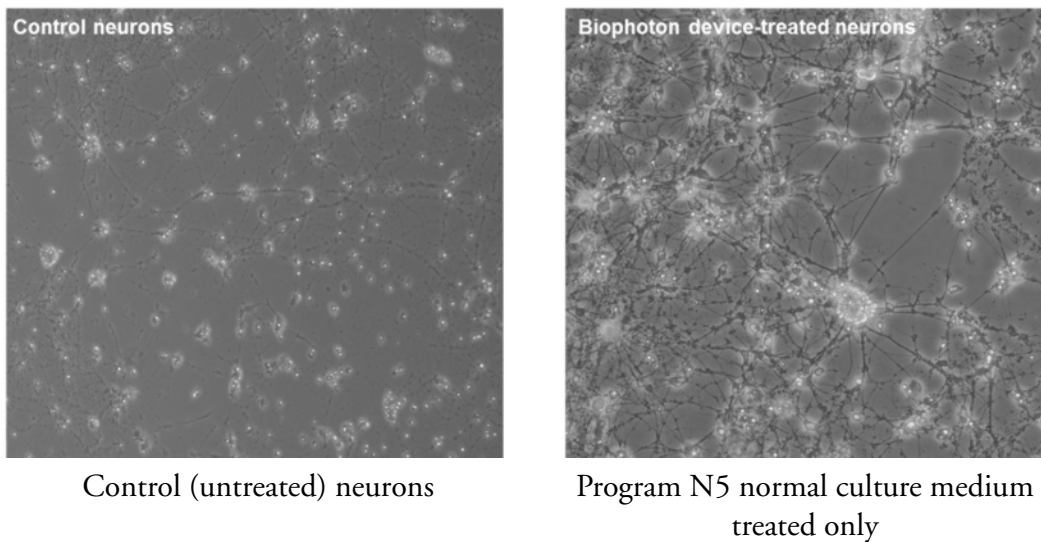 Control neurons
Biophoton device-treated neurons
Control (untreated) neurons
Program N5 normal culture medium
treated only